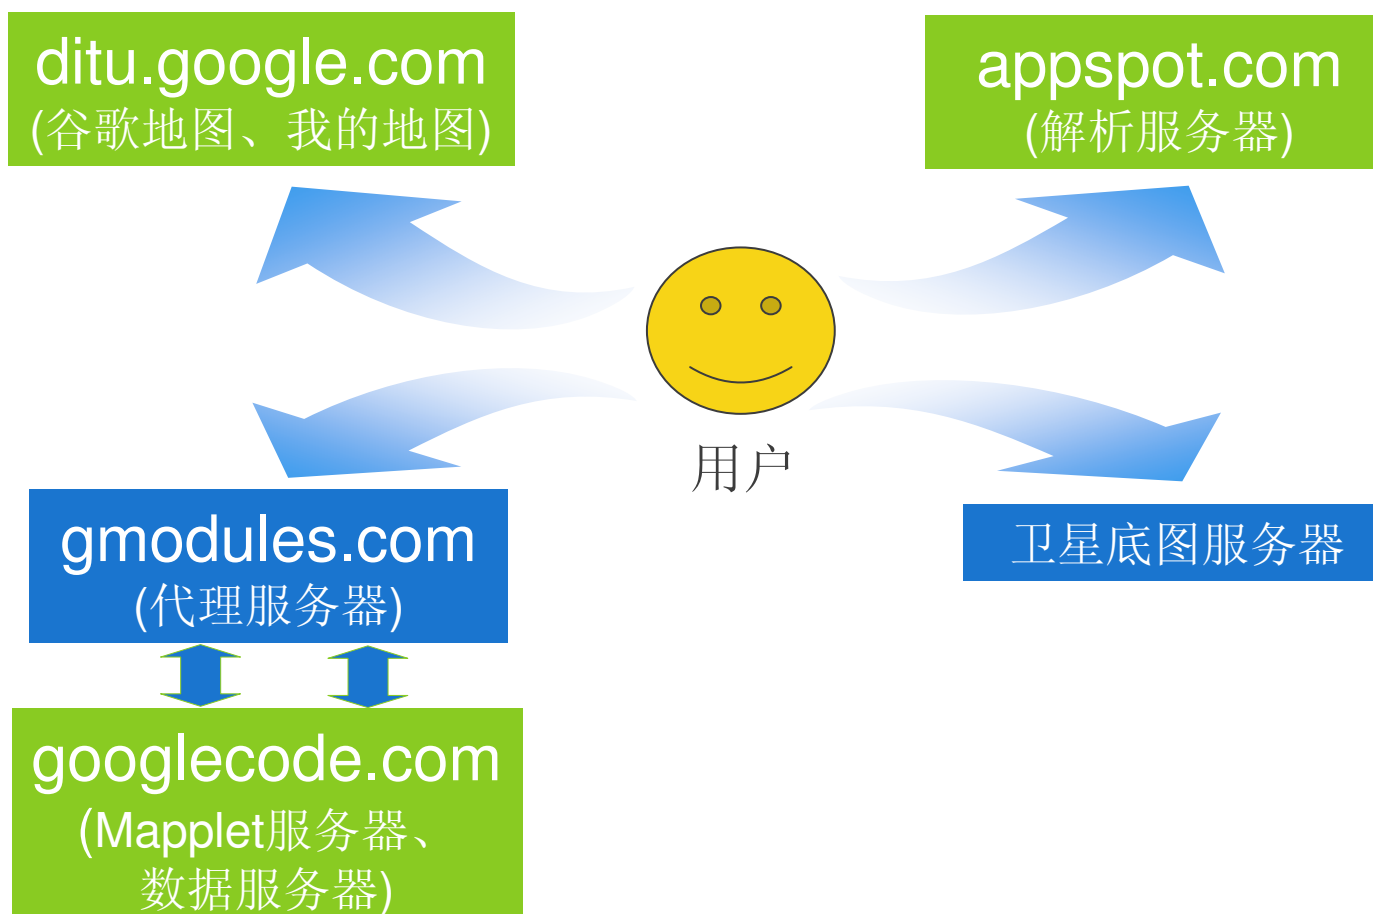 ditu.google.com
(谷歌地图、我的地图)
appspot.com
(解析服务器)
用户
gmodules.com
(代理服务器)
卫星底图服务器
googlecode.com
(Mapplet服务器、
数据服务器)